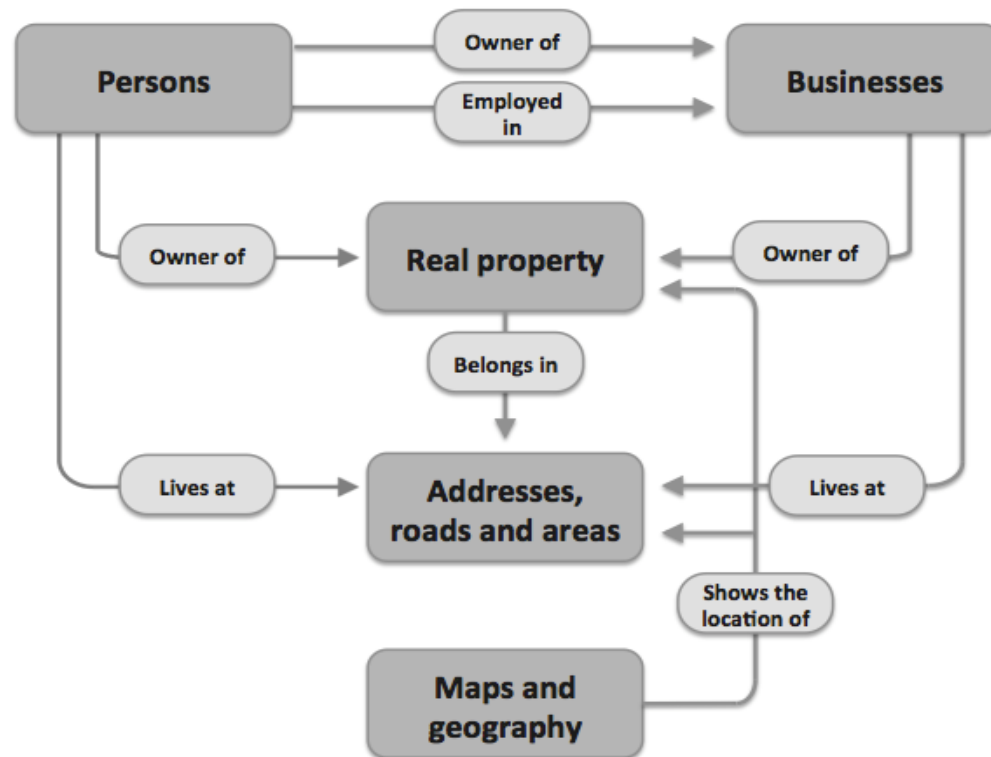 Owner of
Persons
Businesses
Employed
in
Owner of
Real property
Owner of
Belongs in
Lives at
Addresses,
roads and areas
Lives at
Shows the
location of
Maps and
geography